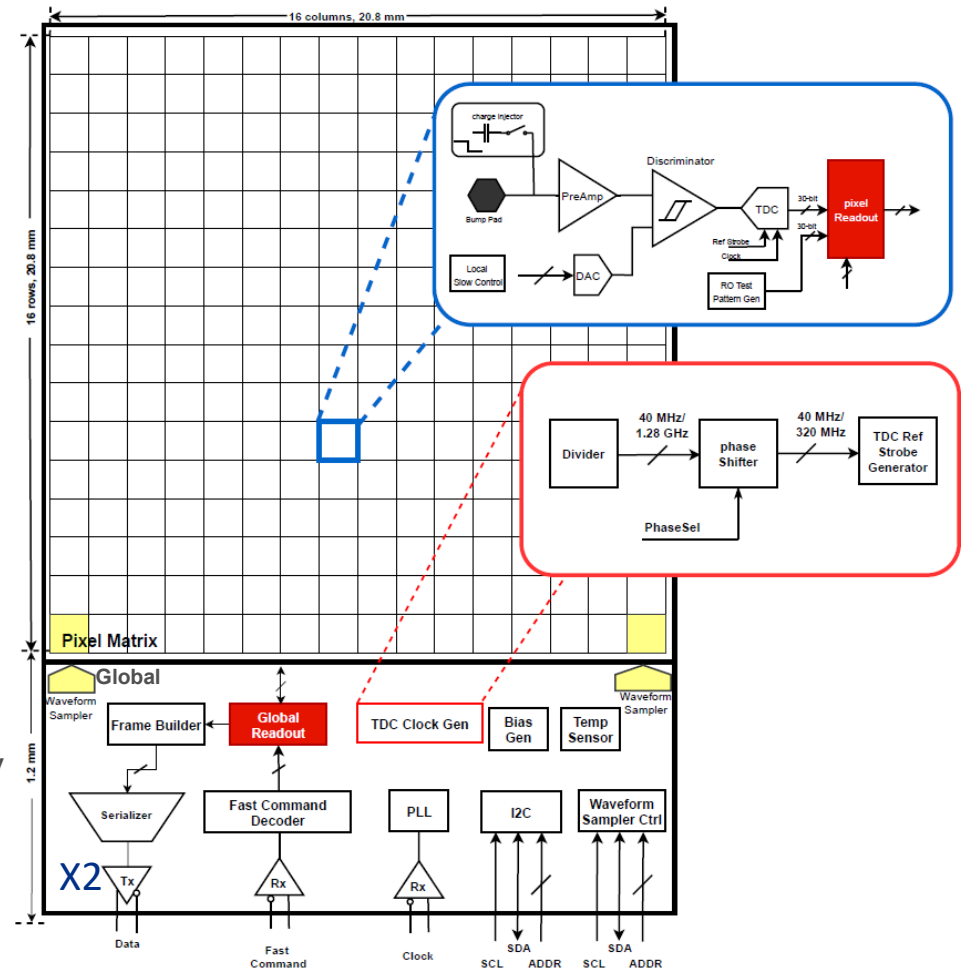 16 columns, 20.8 mm
16 rows, 20.8 mm
charge injector
Bump Pad
PreAmp
Discriminator
TDC
30-bit
30-bit
pixel
Readout
Ref Strobe
Clock
Local
Slow Control
DAC
RO Test
Pattern Gen
Divider
40 MHz/
1.28 GHz
phase
Shifter
40 MHz/
320 MHz
TDC Ref
Strobe
Generator
PhaseSel
Pixel Matrix
Global
Waveform
Sampler
Waveform
Sampler
1.2 mm
Frame Builder
Global
Readout
TDC Clock Gen
Bias
Gen
Temp
Sensor
Serializer
Fast Command
Decoder
PLL
I2C
Waveform
Sampler Ctrl
X2
Tx
Rx
Rx
Data
Fast
Command
Clock
SCL
SDA
ADDR
SCL
SDA
ADDR